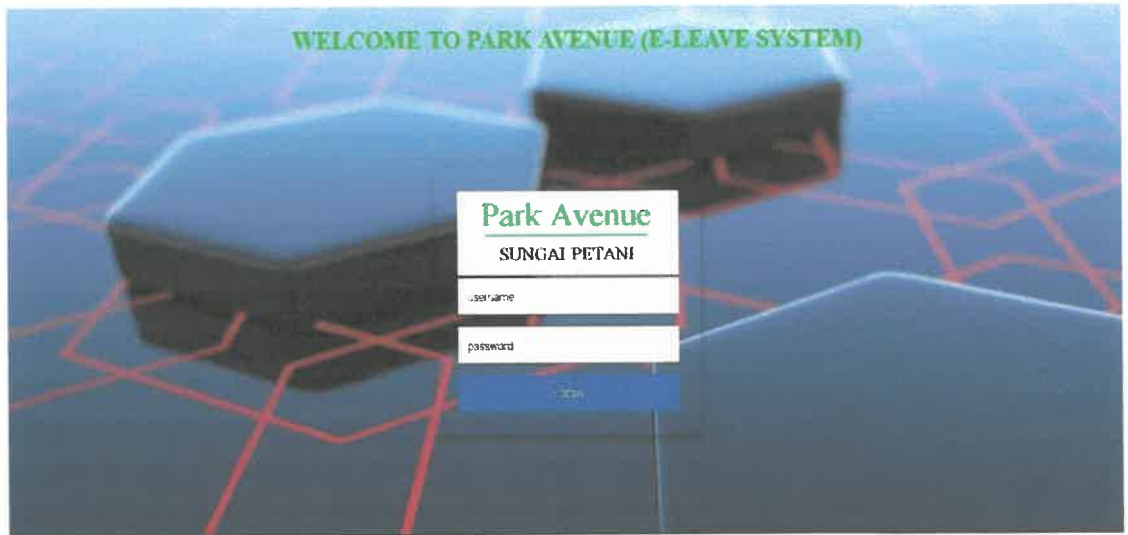 WELCOME TO PARK AVENUE (E-LEAVE SYSTEM)
Park Avenue
SUNGAI PETANI
username
password